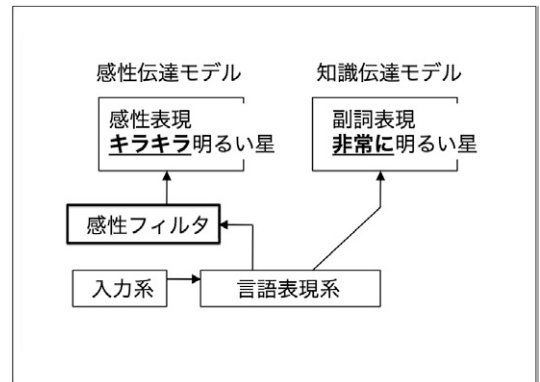 感性伝達モデル
知識伝達モデル
感性表現
キラキラ明るい星
副詞表現
非常に明るい星
感性フィルタ
入力系
言語表現系